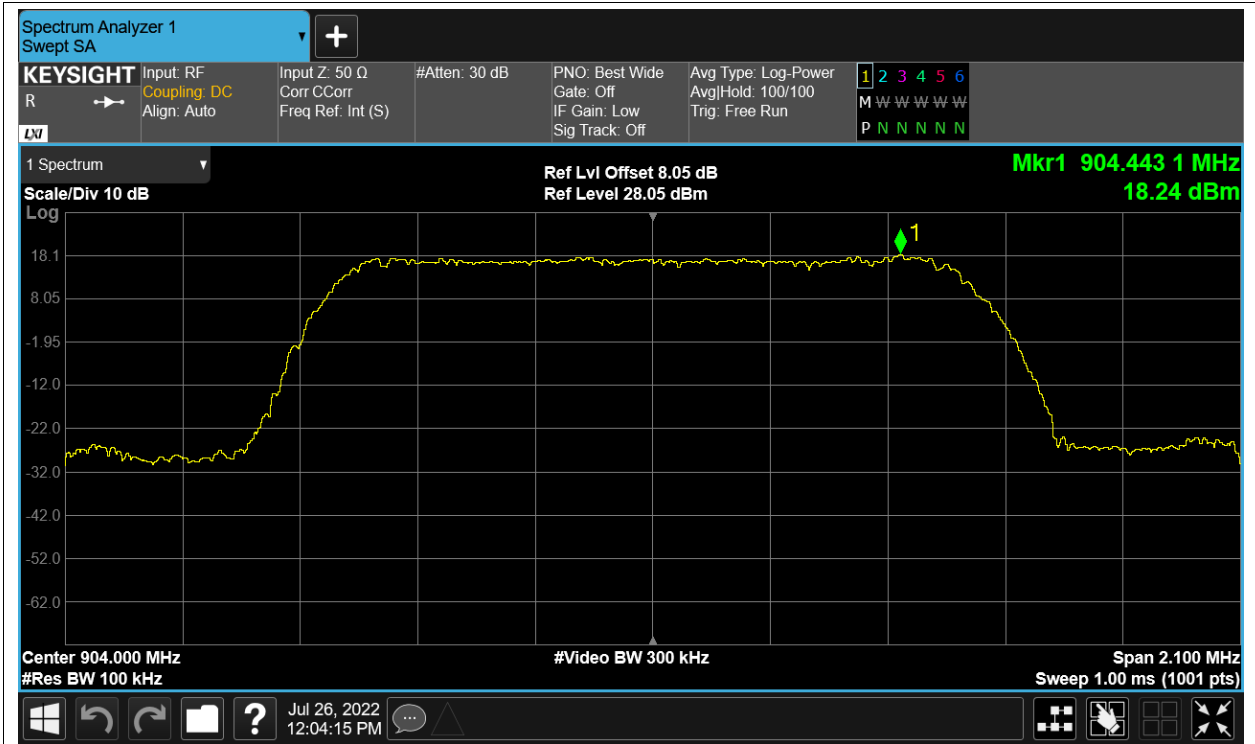 Spectrum Analyzer 1
Swept SA
KEYSIGHT
R
LXI
Input: RF
Coupling: DC
Align: Auto
Input Z: 50 Ω
Corr CCorr
Freq Ref: Int (S)
#Atten: 30 dB
PNO: Best Wide
Gate: Off
IF Gain: Low
Sig Track: Off
Avg Type: Log-Power
Avg|Hold: 100/100
Trig: Free Run
1 2 3 4 5 6
M W W W W W
P N N N N N
1 Spectrum
Scale/Div 10 dB
Log
Ref Lvl Offset 8.05 dB
Ref Level 28.05 dBm
Mkr1 904.443 1 MHz
18.24 dBm
1
18.1
8.05
-1.95
-12.0
-22.0
-32.0
-42.0
-52.0
-62.0
Center 904.000 MHz
#Res BW 100 kHz
#Video BW 300 kHz
Span 2.100 MHz
Sweep 1.00 ms (1001 pts)
?
Jul 26, 2022
12:04:15 PM